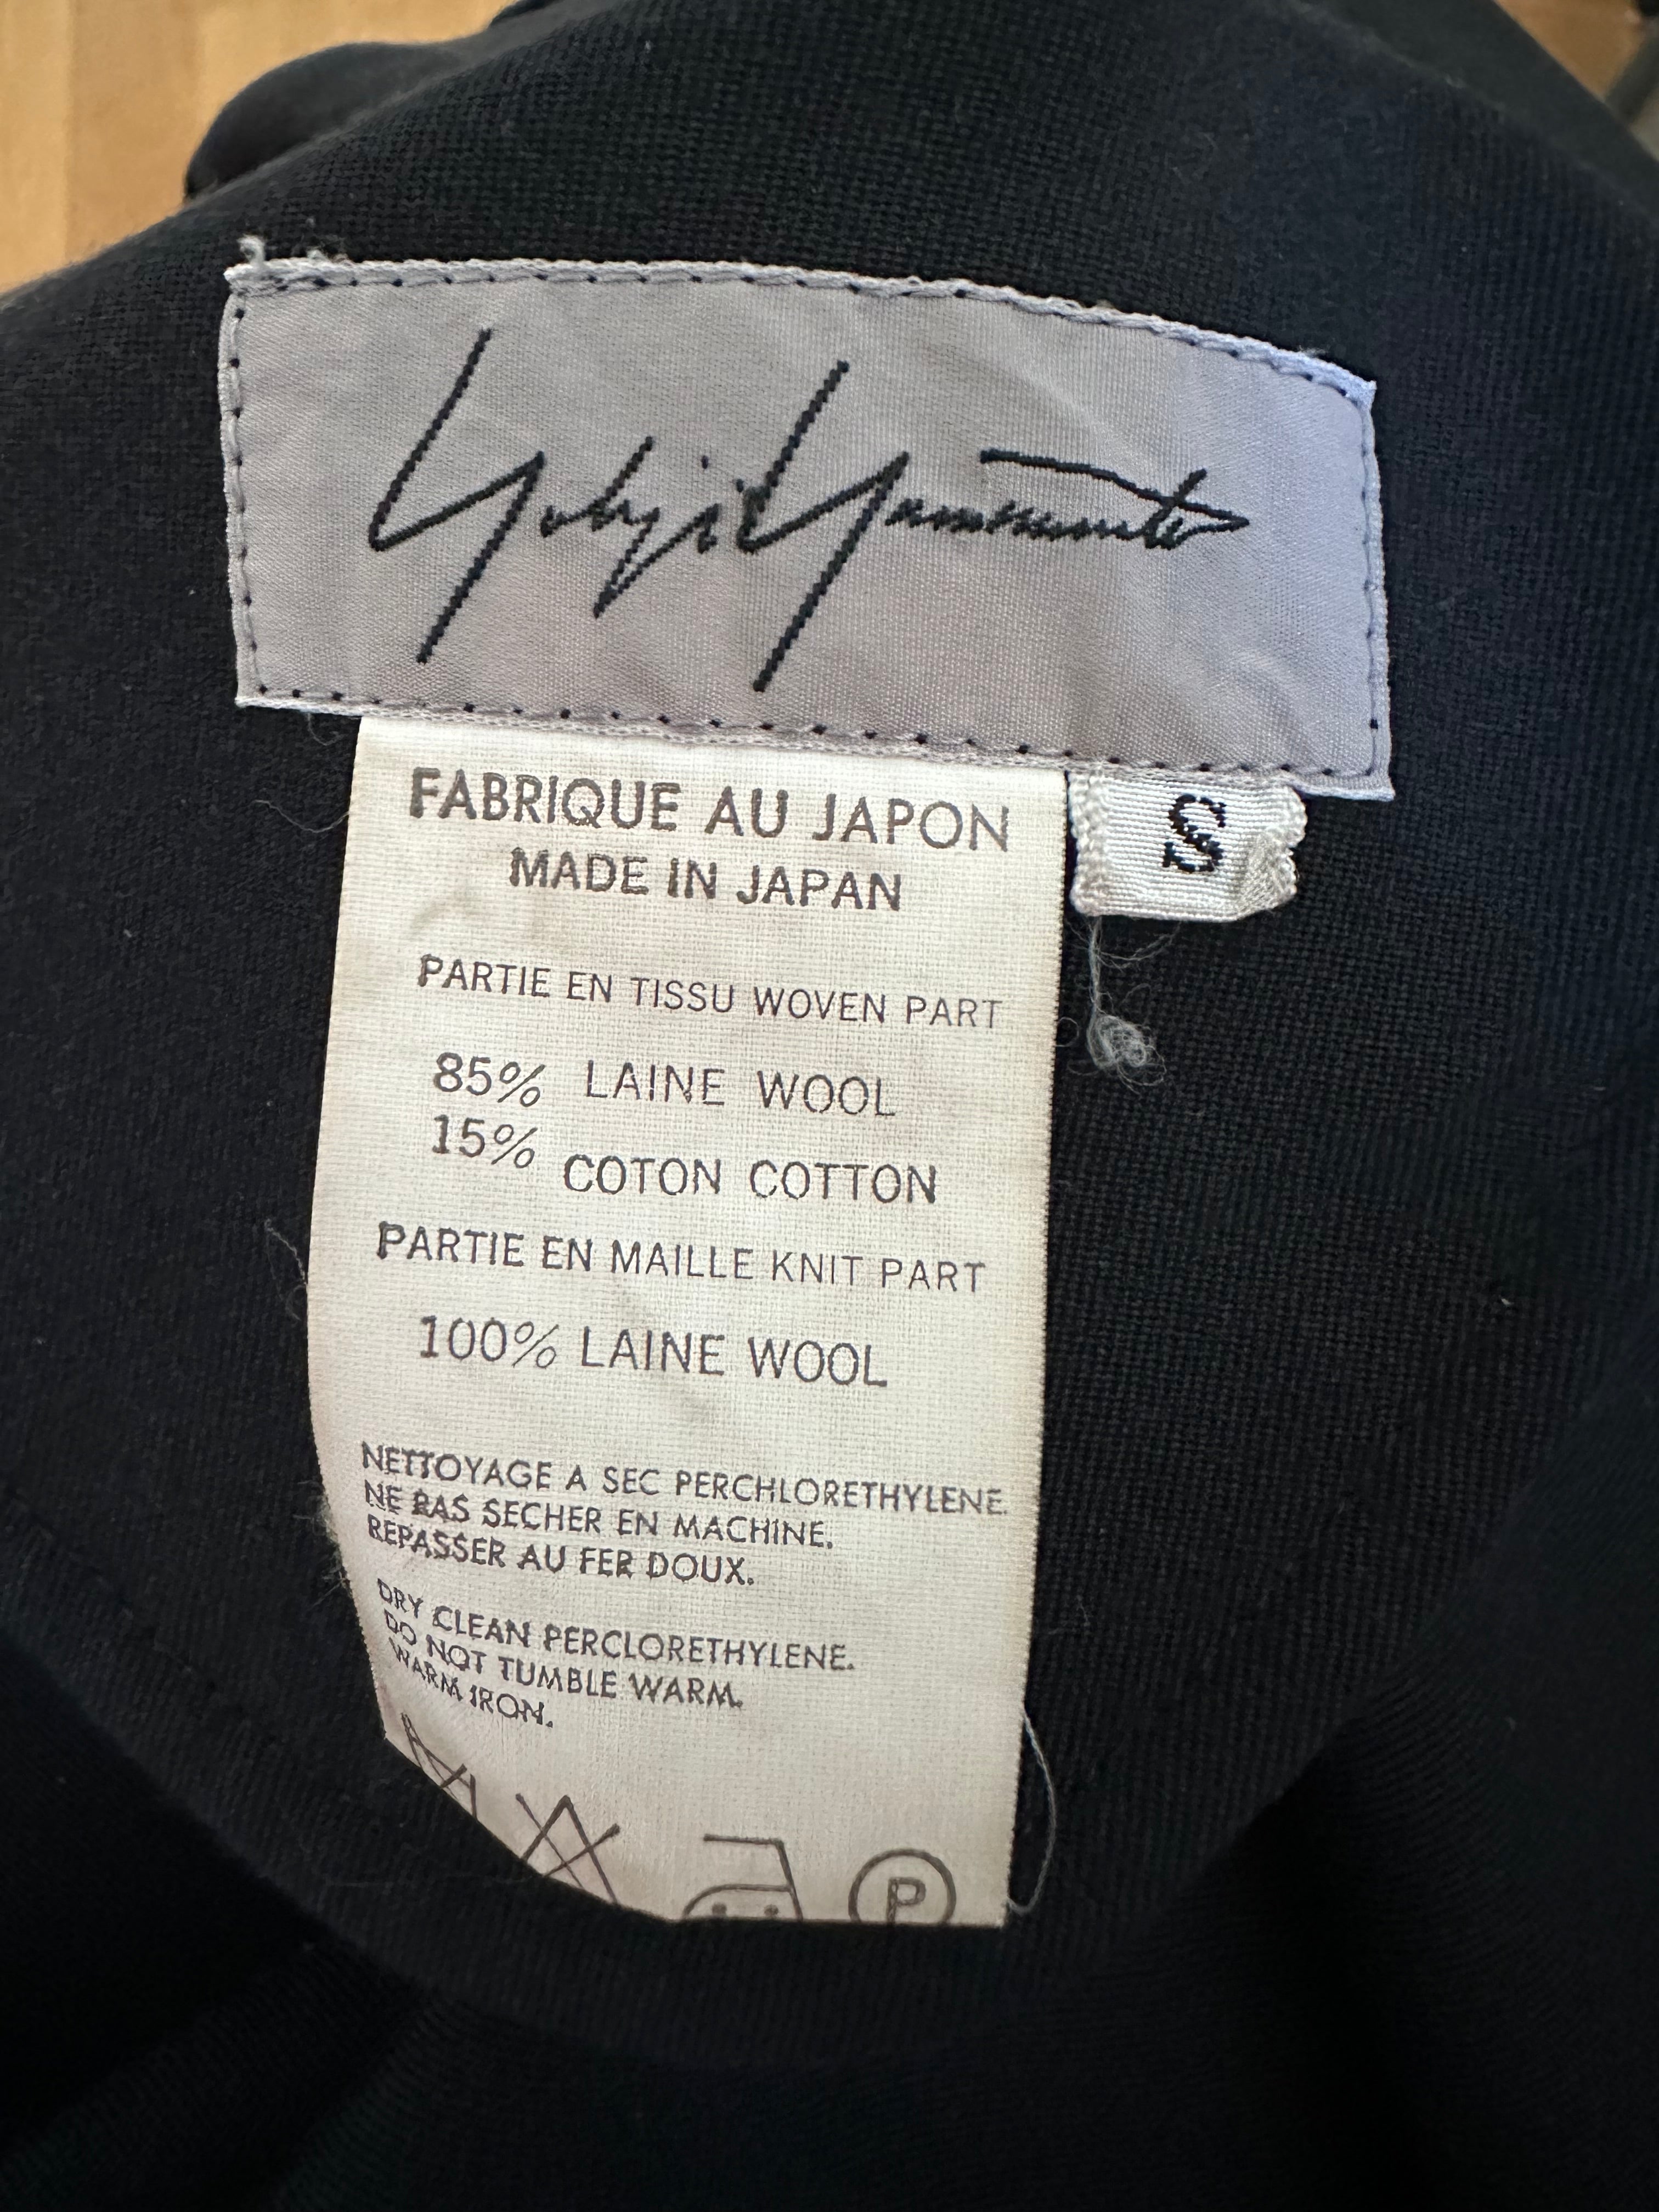 Yohji Yamamoto
FABRIQUE AU JAPON
MADE IN JAPAN
S
PARTIE EN TISSU WOVEN PART
85% LAINE WOOL
15% COTON COTTON
PARTIE EN MAILLE KNIT PART
100% LAINE WOOL
NETTOYAGE A SEC PERCHLORETHYLENE.
NE PAS SECHER EN MACHINE.
REPASSER AU FER DOUX.
DRY CLEAN PERCLORETHYLENE.
DO NOT TUMBLE WARM.
WARM IRON.
P